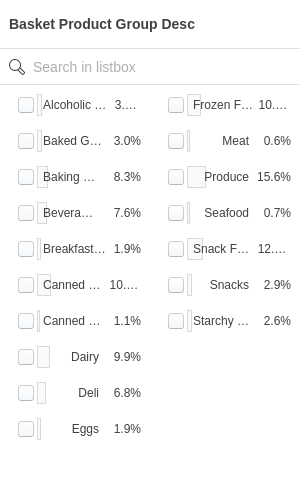 Basket Product Group Desc
Search in listbox
Alcoholic ... 3....
Baked G... 3.0%
Baking ... 8.3%
Bevera... 7.6%
Breakfast... 1.9%
Canned ... 10....
Canned ... 1.1%
Dairy 9.9%
Deli 6.8%
Eggs 1.9%
Frozen F... 10....
Meat 0.6%
Produce 15.6%
Seafood 0.7%
Snack F... 12....
Snacks 2.9%
Starchy ... 2.6%